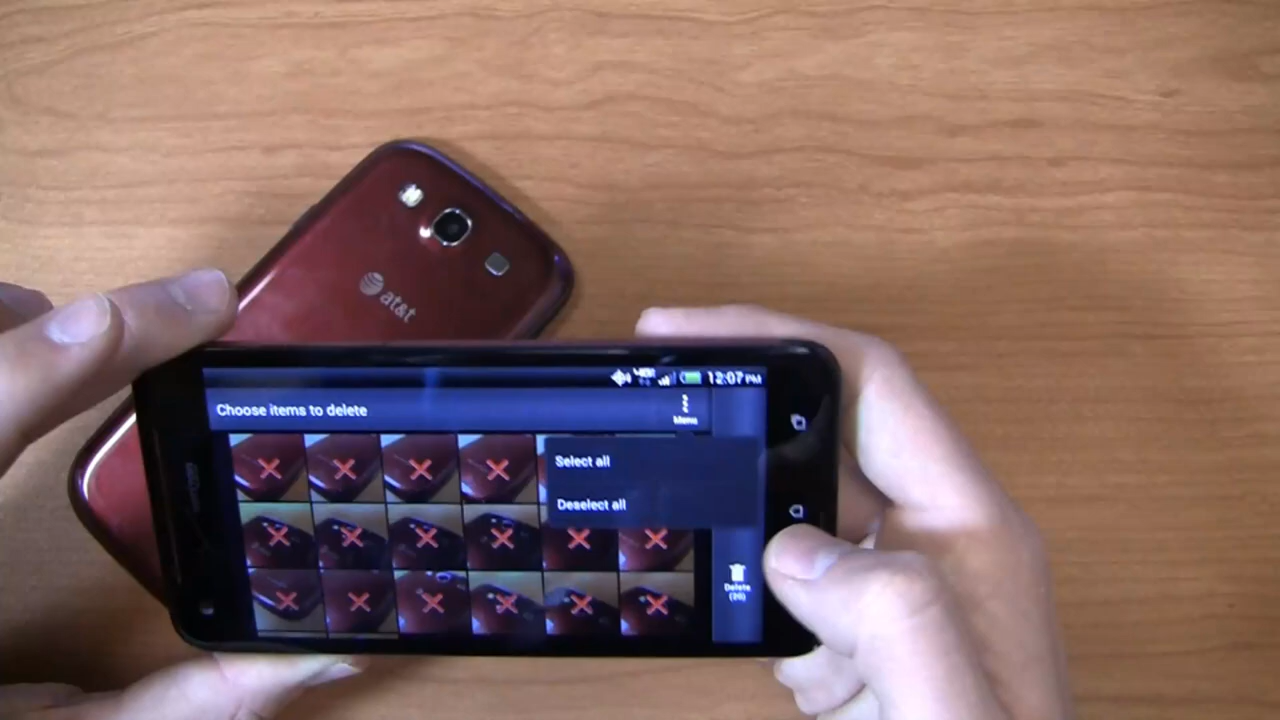 at&t
12:07 PM
Choose items to delete
Menu
Select all
Deselect all
Delete